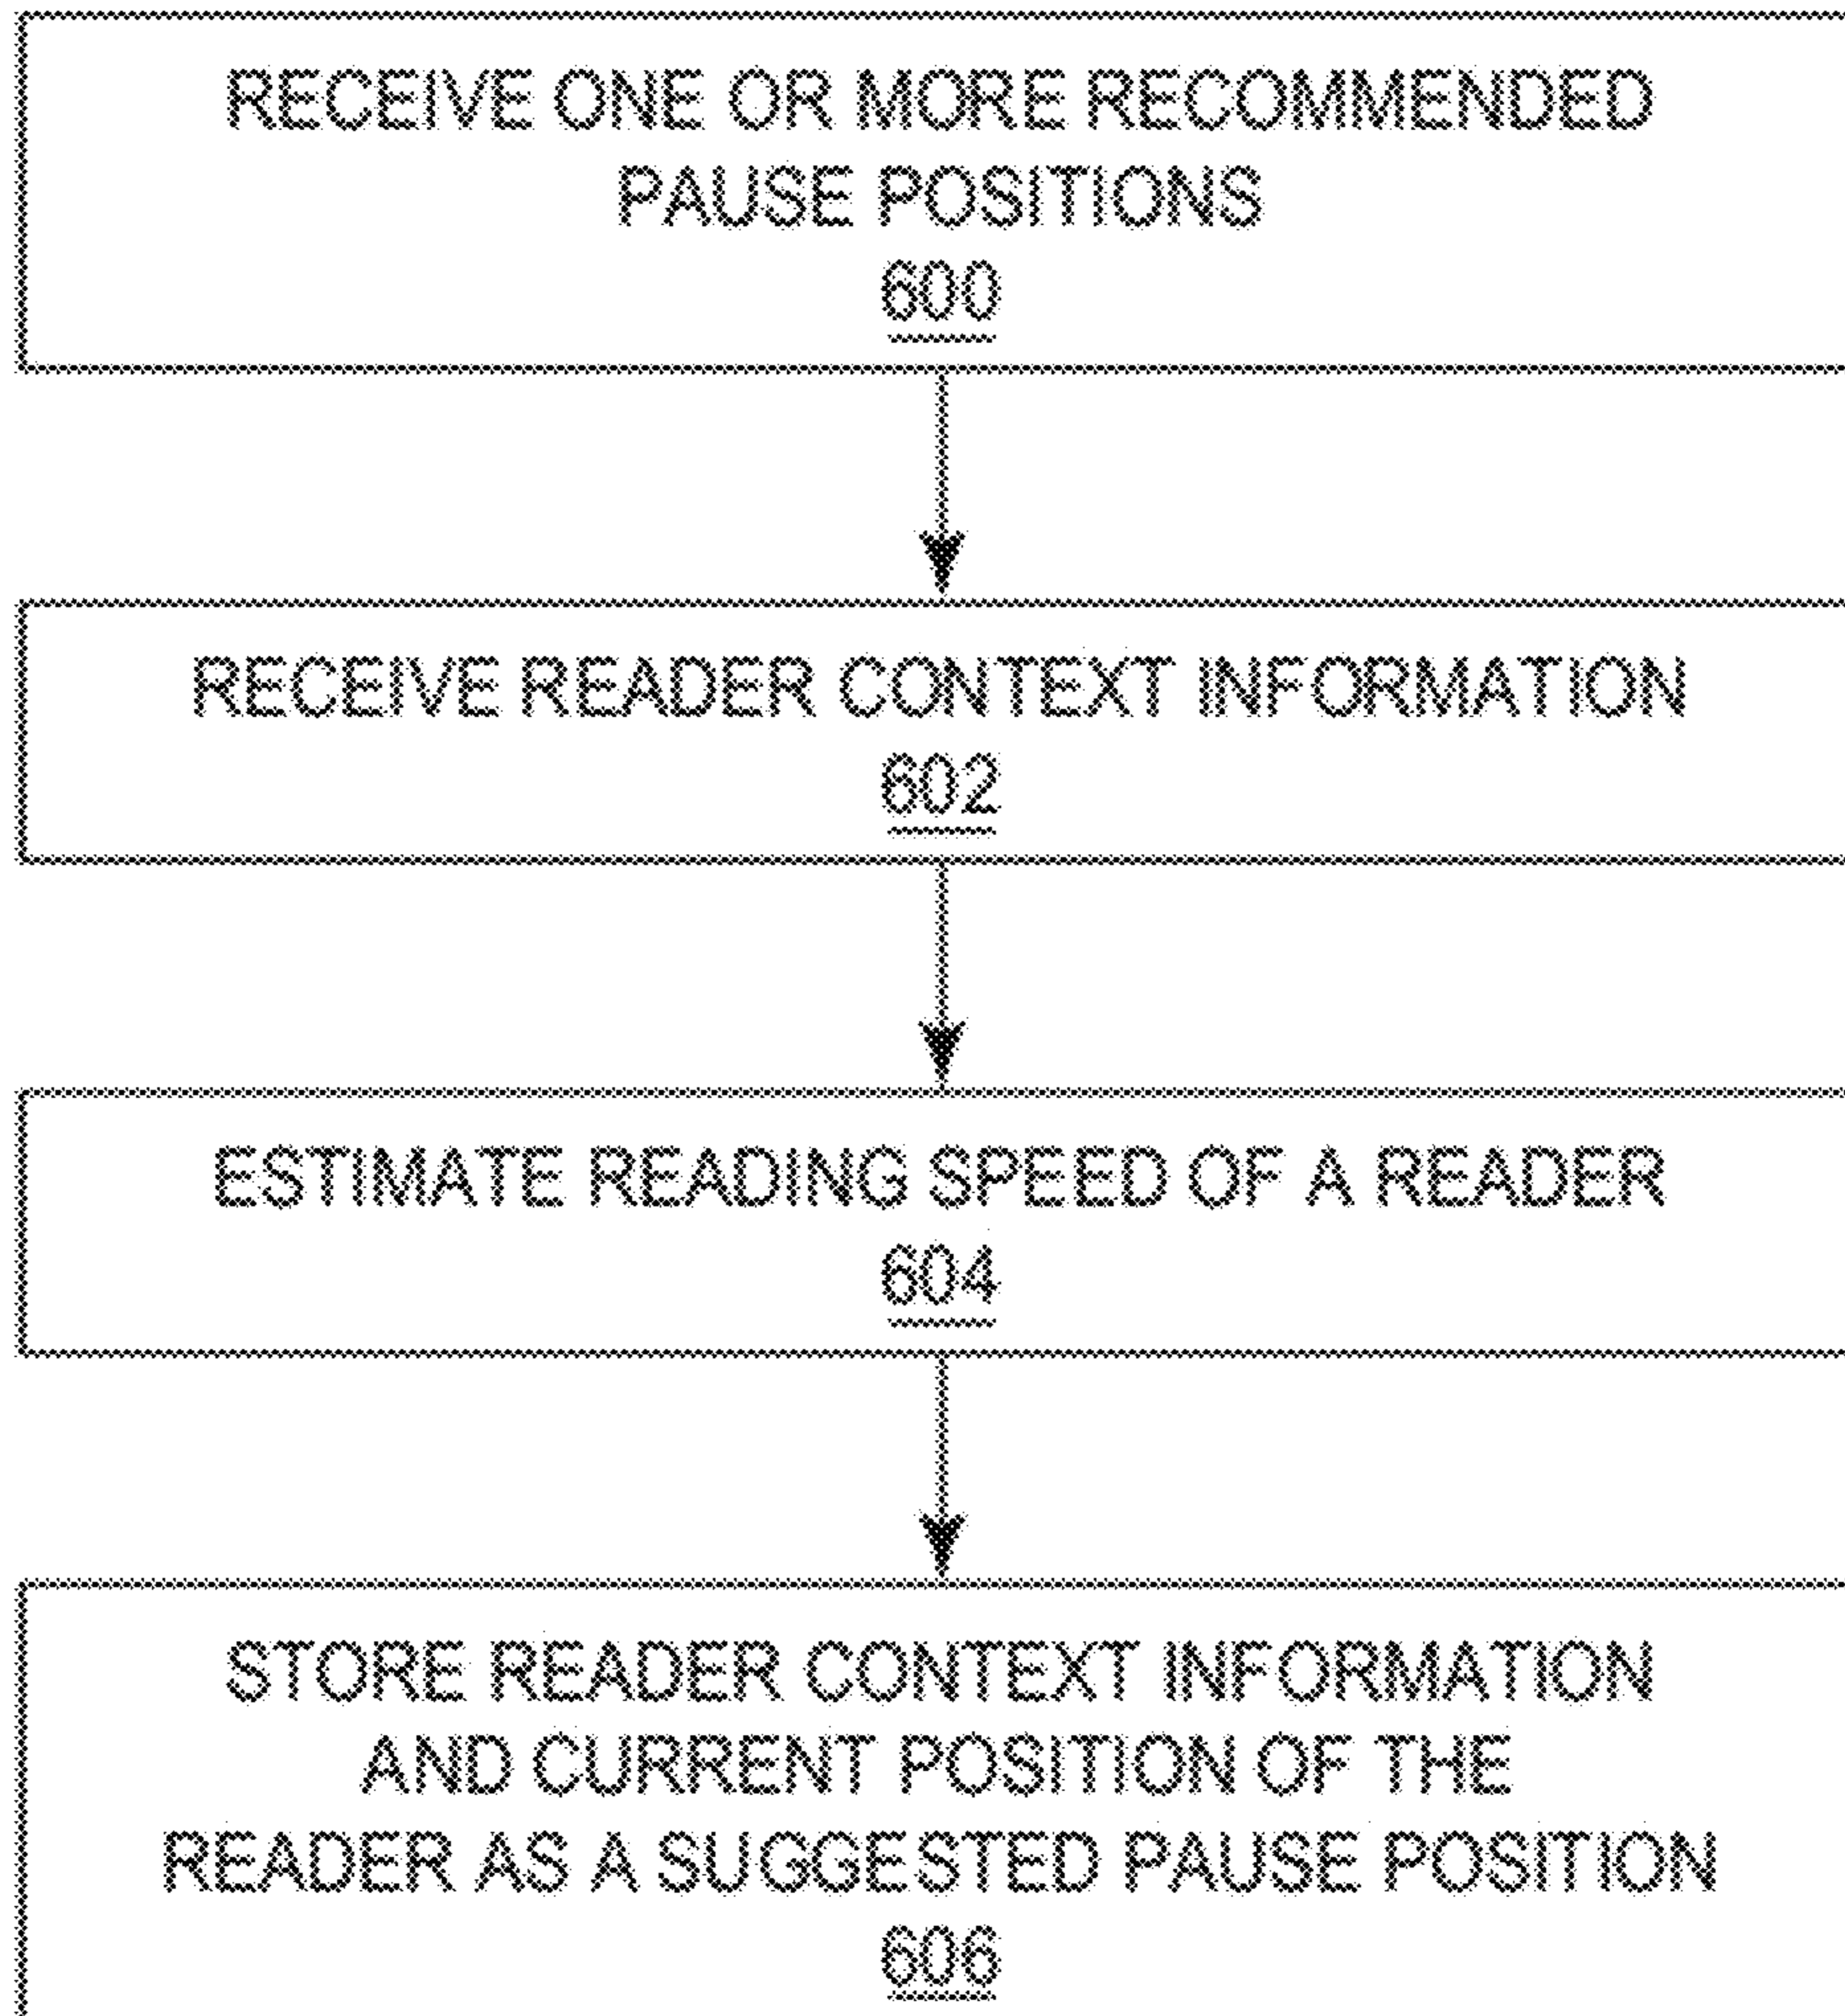 RECEIVE ONE OR MORE RECOMMENDED
PAUSE POSITIONS
600
RECEIVE READER CONTEXT INFORMATION
602
ESTIMATE READING SPEED OF A READER
604
STORE READER CONTEXT INFORMATION
AND CURRENT POSITION OF THE
READER AS A SUGGESTED PAUSE POSITION
606